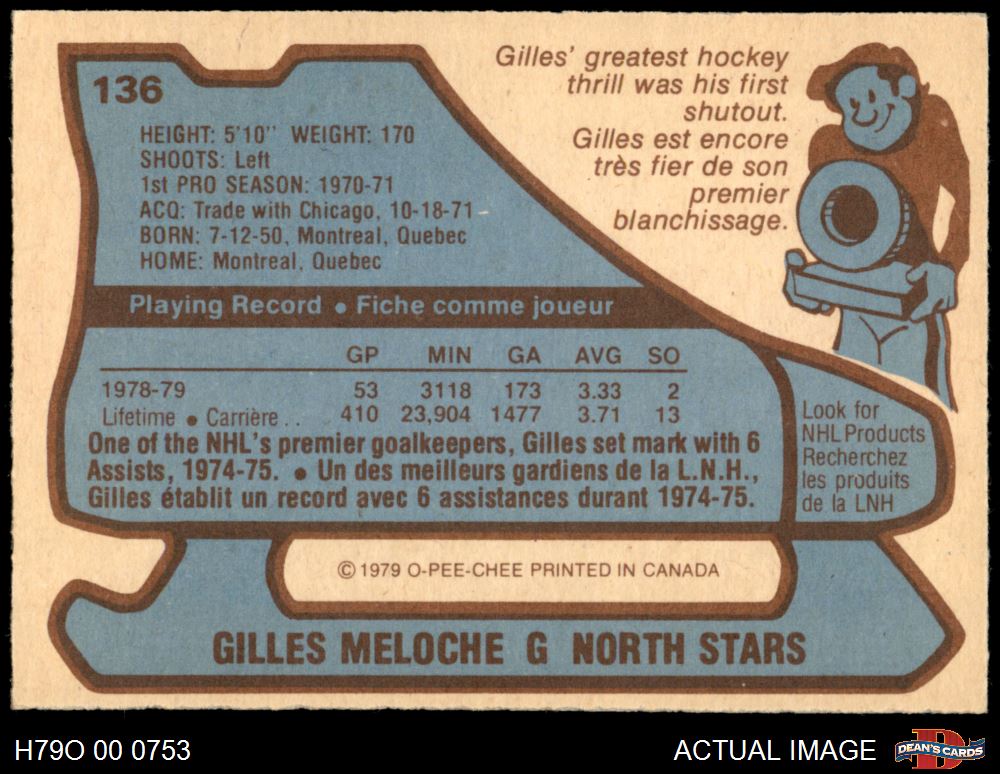 136
HEIGHT: 5'10" WEIGHT: 170
SHOOTS: Left
1st PRO SEASON: 1970-71
ACQ: Trade with Chicago, 10-18-71
BORN: 7-12-50, Montreal, Quebec
HOME: Montreal, Quebec
Gilles' greatest hockey
thrill was his first
shutout.
Gilles est encore
très fier de son
premier
blanchissage.
Playing Record • Fiche comme joueur
GP MIN GA AVG SO
1978-79 53 3118 173 3.33 2
Lifetime • Carrière . . 410 23,904 1477 3.71 13
One of the NHL's premier goalkeepers, Gilles set mark with 6
Assists, 1974-75. • Un des meilleurs gardiens de la L.N.H.,
Gilles établit un record avec 6 assistances durant 1974-75.
Look for
NHL Products
Recherchez
les produits
de la LNH
© 1979 O-PEE-CHEE PRINTED IN CANADA
GILLES MELOCHE G NORTH STARS
H79O 00 0753
ACTUAL IMAGE
D
DEAN'S CARDS